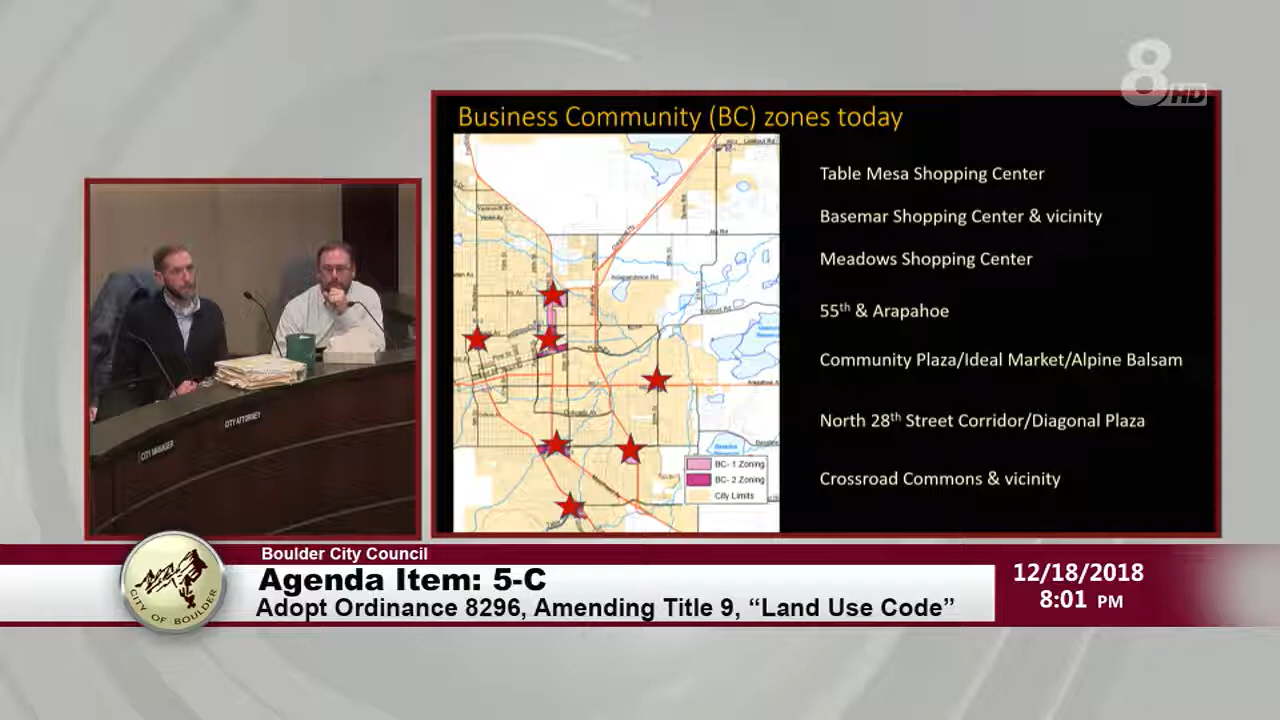 8
HD
Business Community (BC) zones today
Table Mesa Shopping Center
Basemar Shopping Center & vicinity
Meadows Shopping Center
55th & Arapahoe
Community Plaza/Ideal Market/Alpine Balsam
North 28th Street Corridor/Diagonal Plaza
Crossroad Commons & vicinity
Independence Rd
BC- 1 Zoning
BC- 2 Zoning
City Limits
CITY MANAGER
CITY ATTORNEY
CITY OF BOULDER
Boulder City Council
Agenda Item: 5-C
Adopt Ordinance 8296, Amending Title 9, “Land Use Code”
12/18/2018
8:01 PM